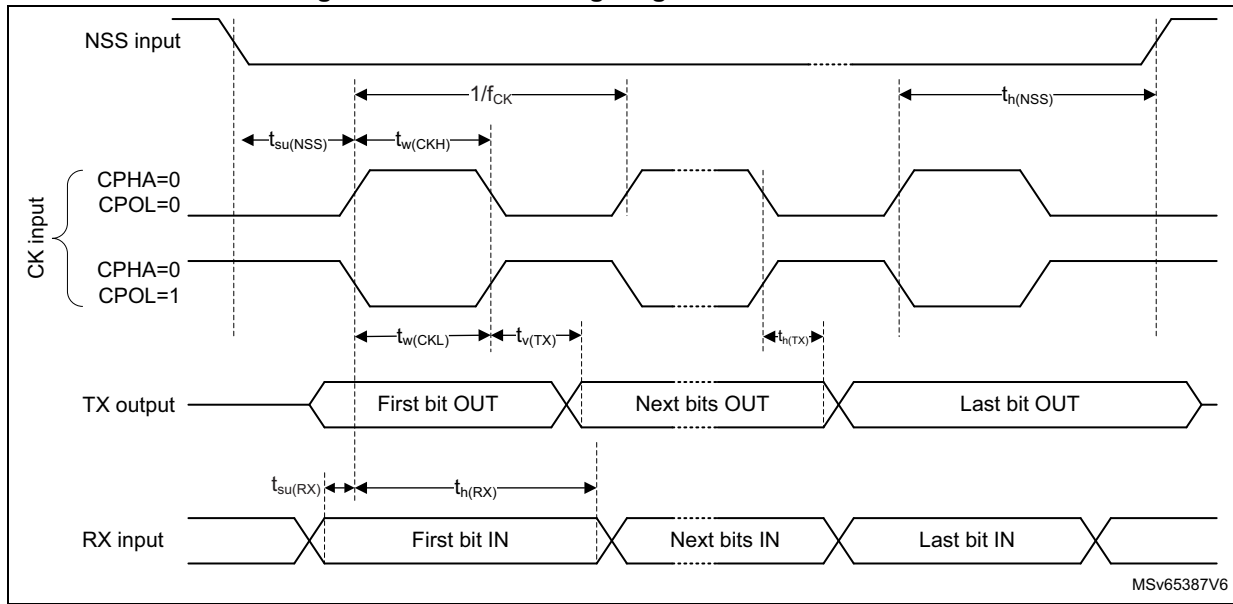 NSS input
1/fCK
th(NSS)
tsu(NSS)
tw(CKH)
CK input
CPHA=0
CPOL=0
CPHA=0
CPOL=1
tw(CKL)
tv(TX)
th(TX)
TX output
First bit OUT
Next bits OUT
Last bit OUT
tsu(RX)
th(RX)
RX input
First bit IN
Next bits IN
Last bit IN
MSv65387V6